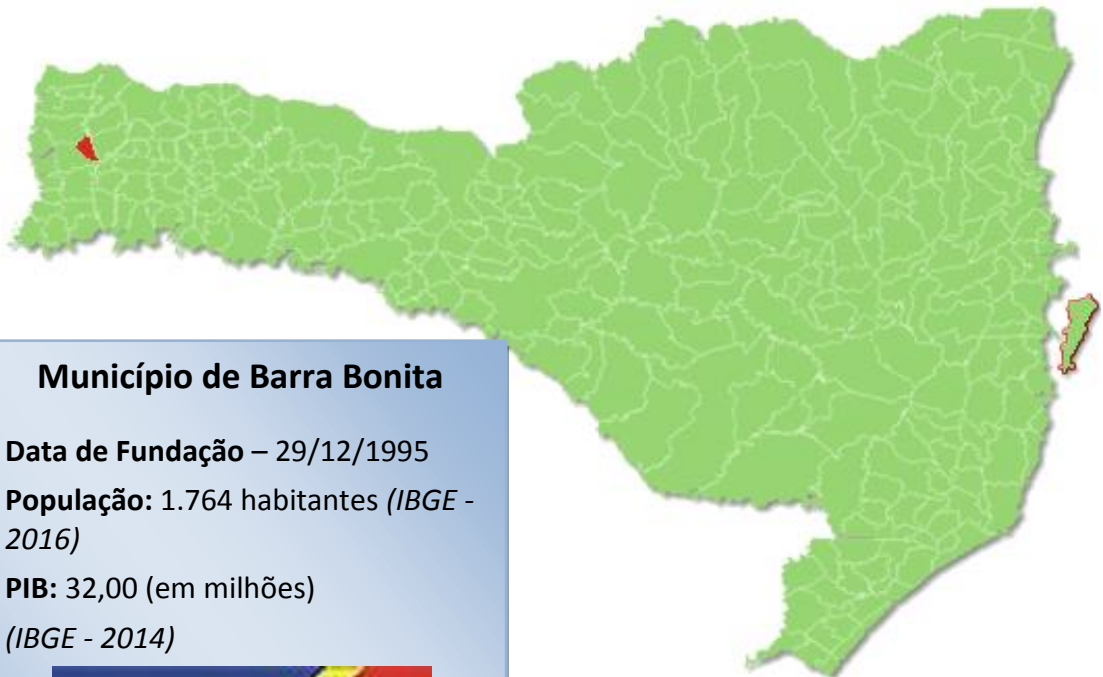 Município de Barra Bonita
Data de Fundação – 29/12/1995
População: 1.764 habitantes (IBGE -
2016)
PIB: 32,00 (em milhões)
(IBGE - 2014)